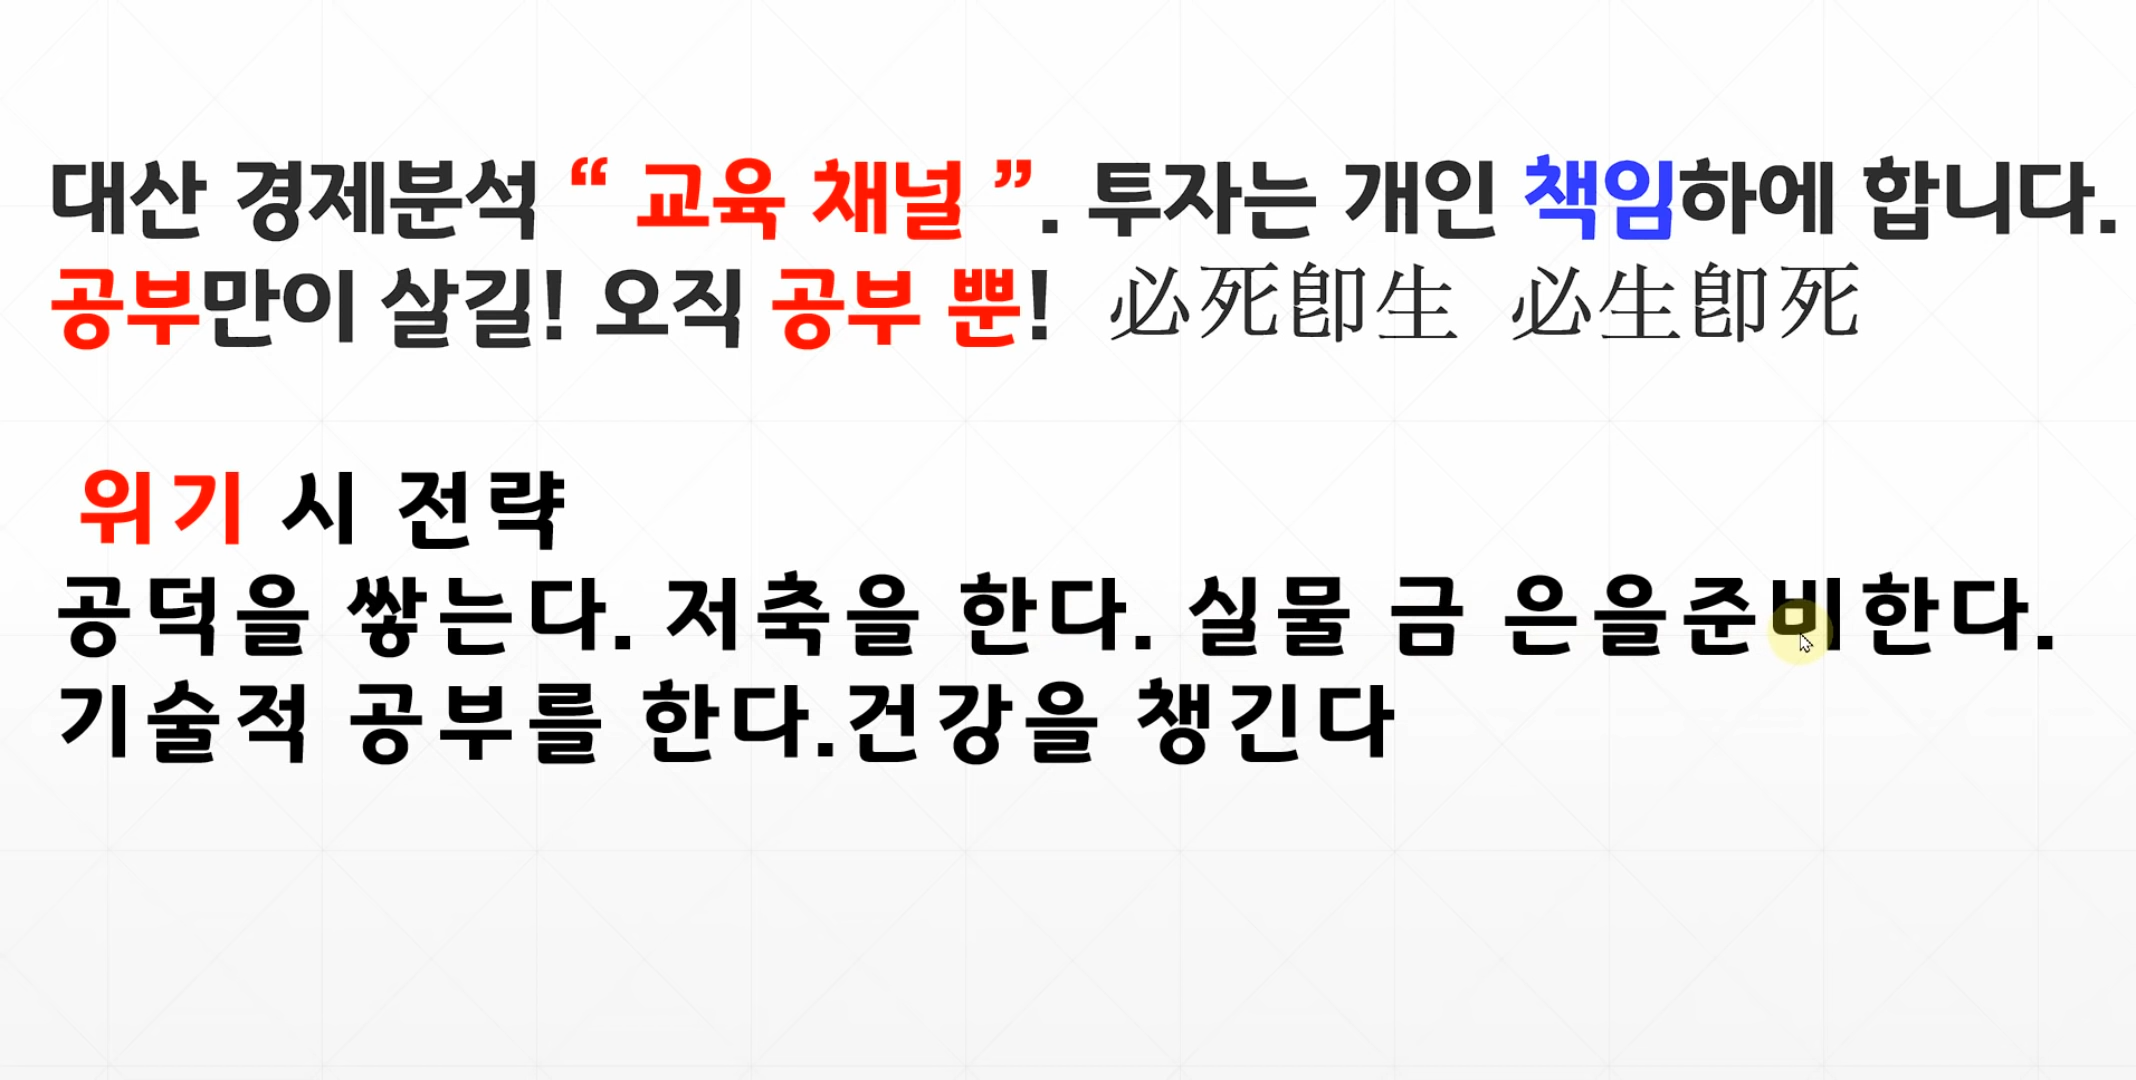 대산 경제분석 “ 교육 채널 ”. 투자는 개인 책임하에 합니다.
공부만이 살길! 오직 공부 뿐! 必死卽生 必生卽死
위기 시 전략
공덕을 쌓는다. 저축을 한다. 실물 금 은을준비한다.
기술적 공부를 한다.건강을 챙긴다